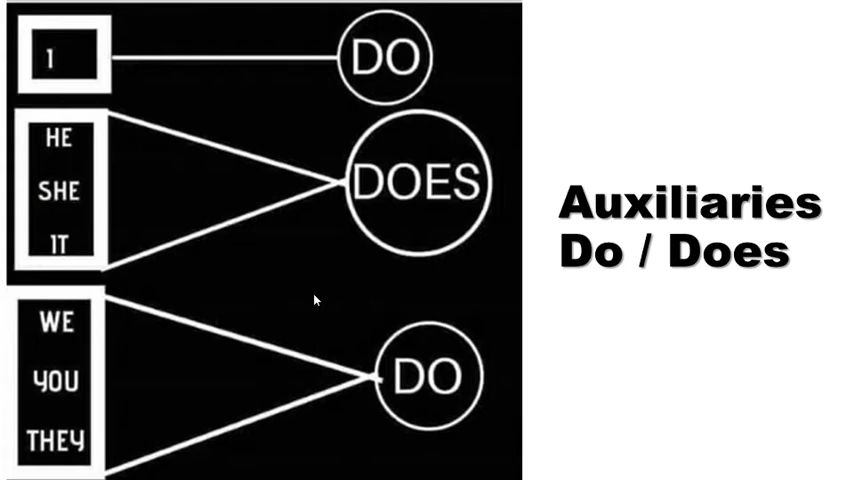 I
DO
HE
SHE
IT
DOES
WE
YOU
THEY
DO
Auxiliaries
Do / Does